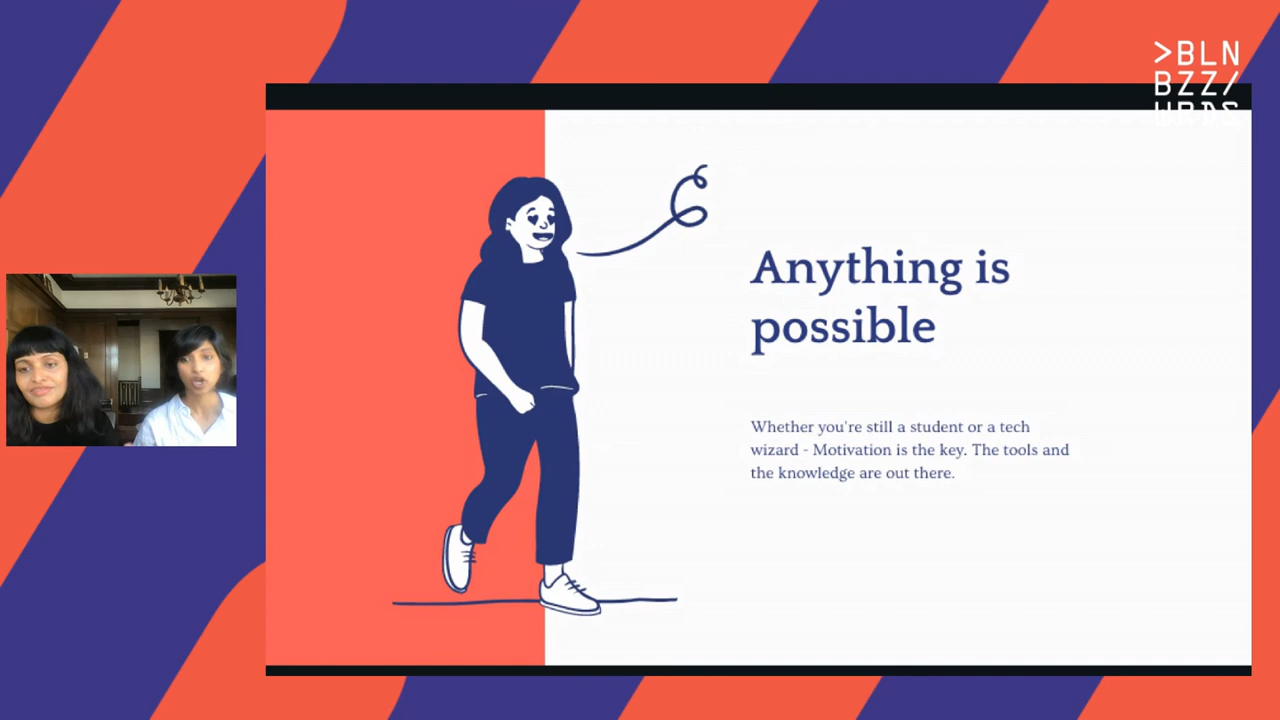 >BLN
BZZ/
Anything is
possible
Whether you're still a student or a tech
wizard - Motivation is the key. The tools and
the knowledge are out there.